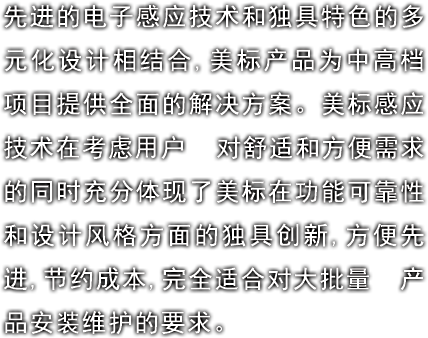 先进的电子感应技术和独具特色的多
元化设计相结合,美标产品为中高档
项目提供全面的解决方案。美标感应
技术在考虑用户　对舒适和方便需求
的同时充分体现了美标在功能可靠性
和设计风格方面的独具创新,方便先
进,节约成本,完全适合对大批量　产
品安装维护的要求。